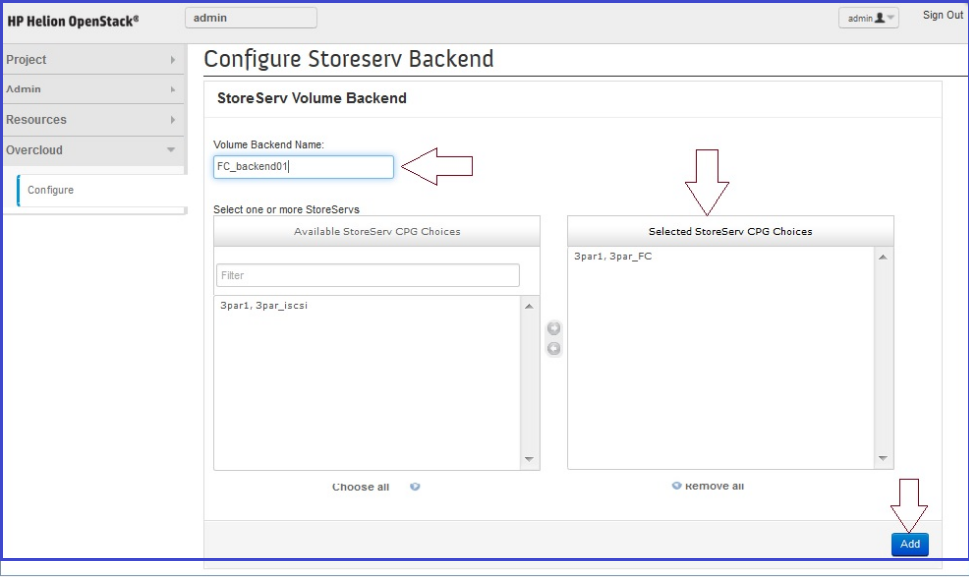 HP Helion OpenStack®
admin
admin
Sign Out
Project
Admin
Resources
Overcloud
Configure
Configure Storeserv Backend
StoreServ Volume Backend
Volume Backend Name:
FC_backend01
Select one or more StoreServs
Available StoreServ CPG Choices
Filter
3par1, 3par_iscsi
Selected StoreServ CPG Choices
3par1, 3par_FC
Choose all
Remove all
Add